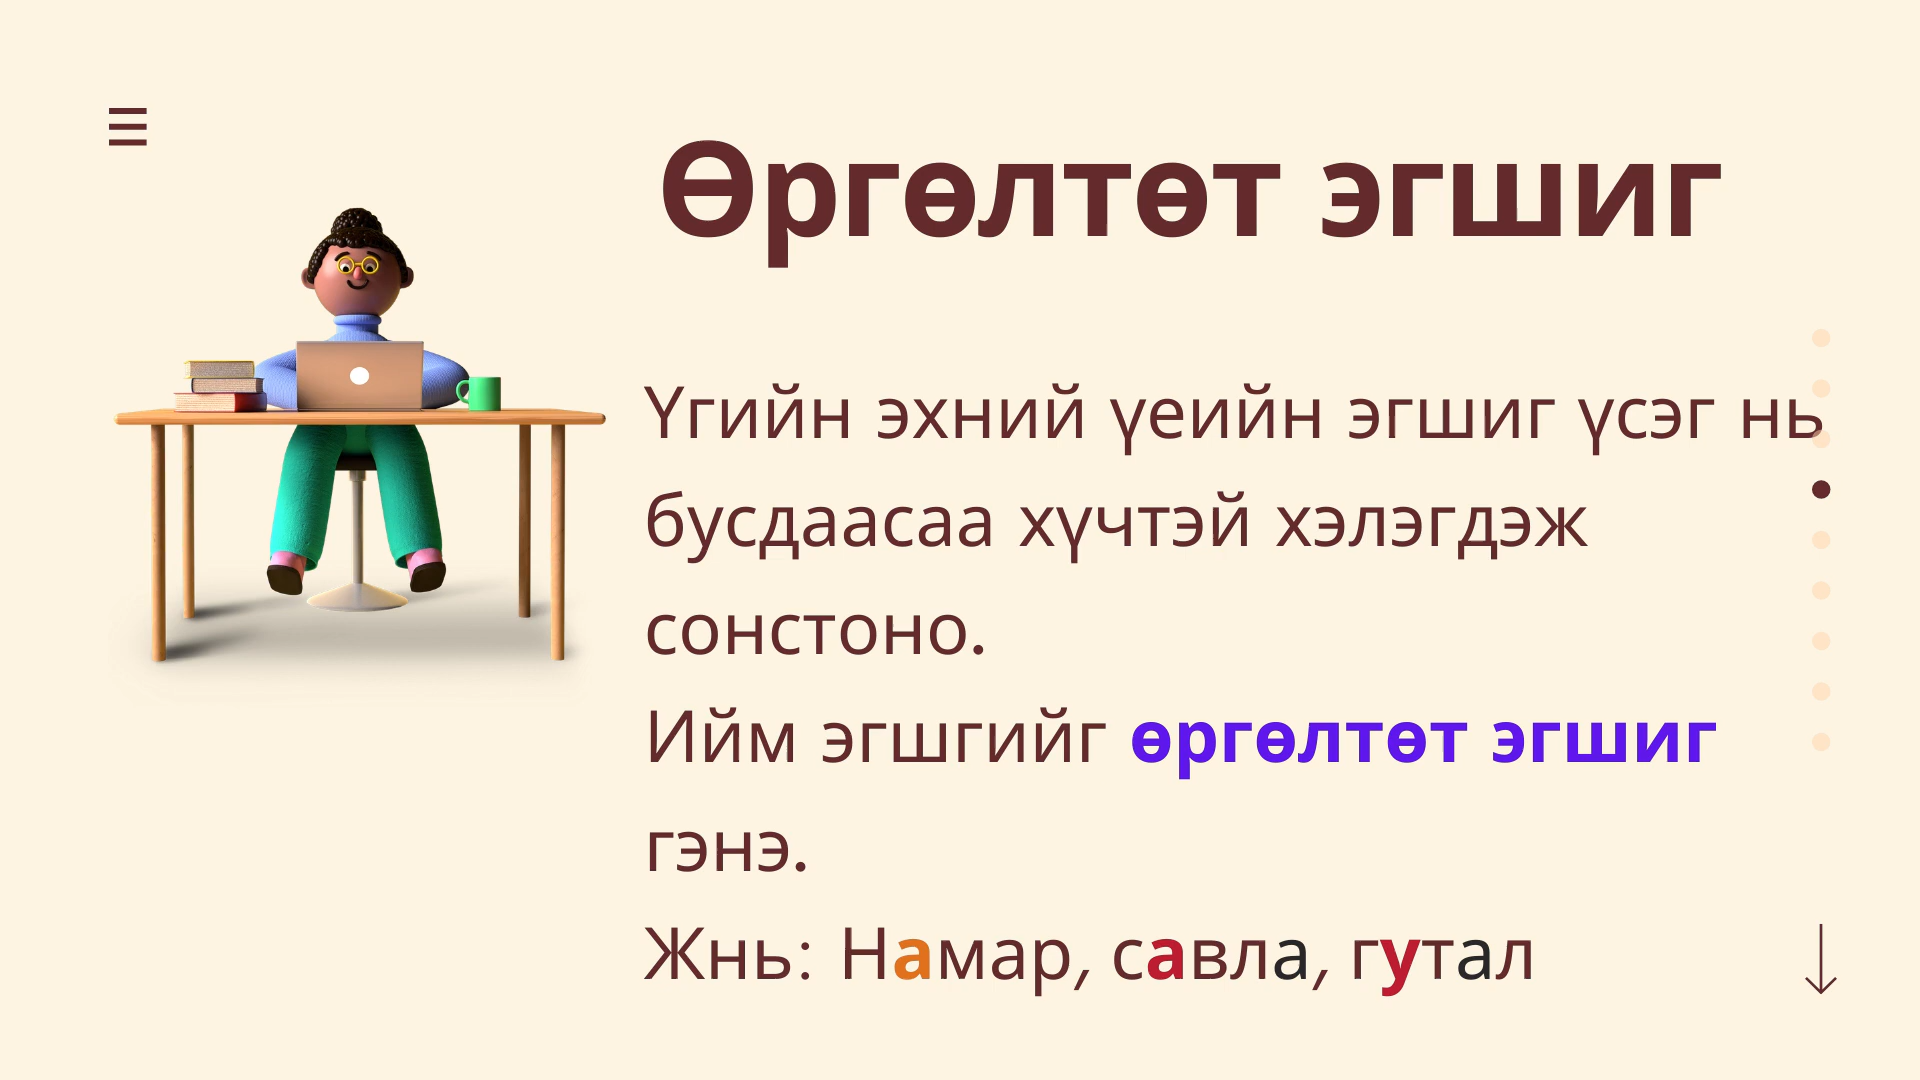 Өргөлтөт эгшиг
Үгийн эхний үеийн эгшиг үсэг нь
бусдаасаа хүчтэй хэлэгдэж
сонстоно.
Ийм эгшгийг өргөлтөт эгшиг
гэнэ.
Жнь: Намар, савла, гутал